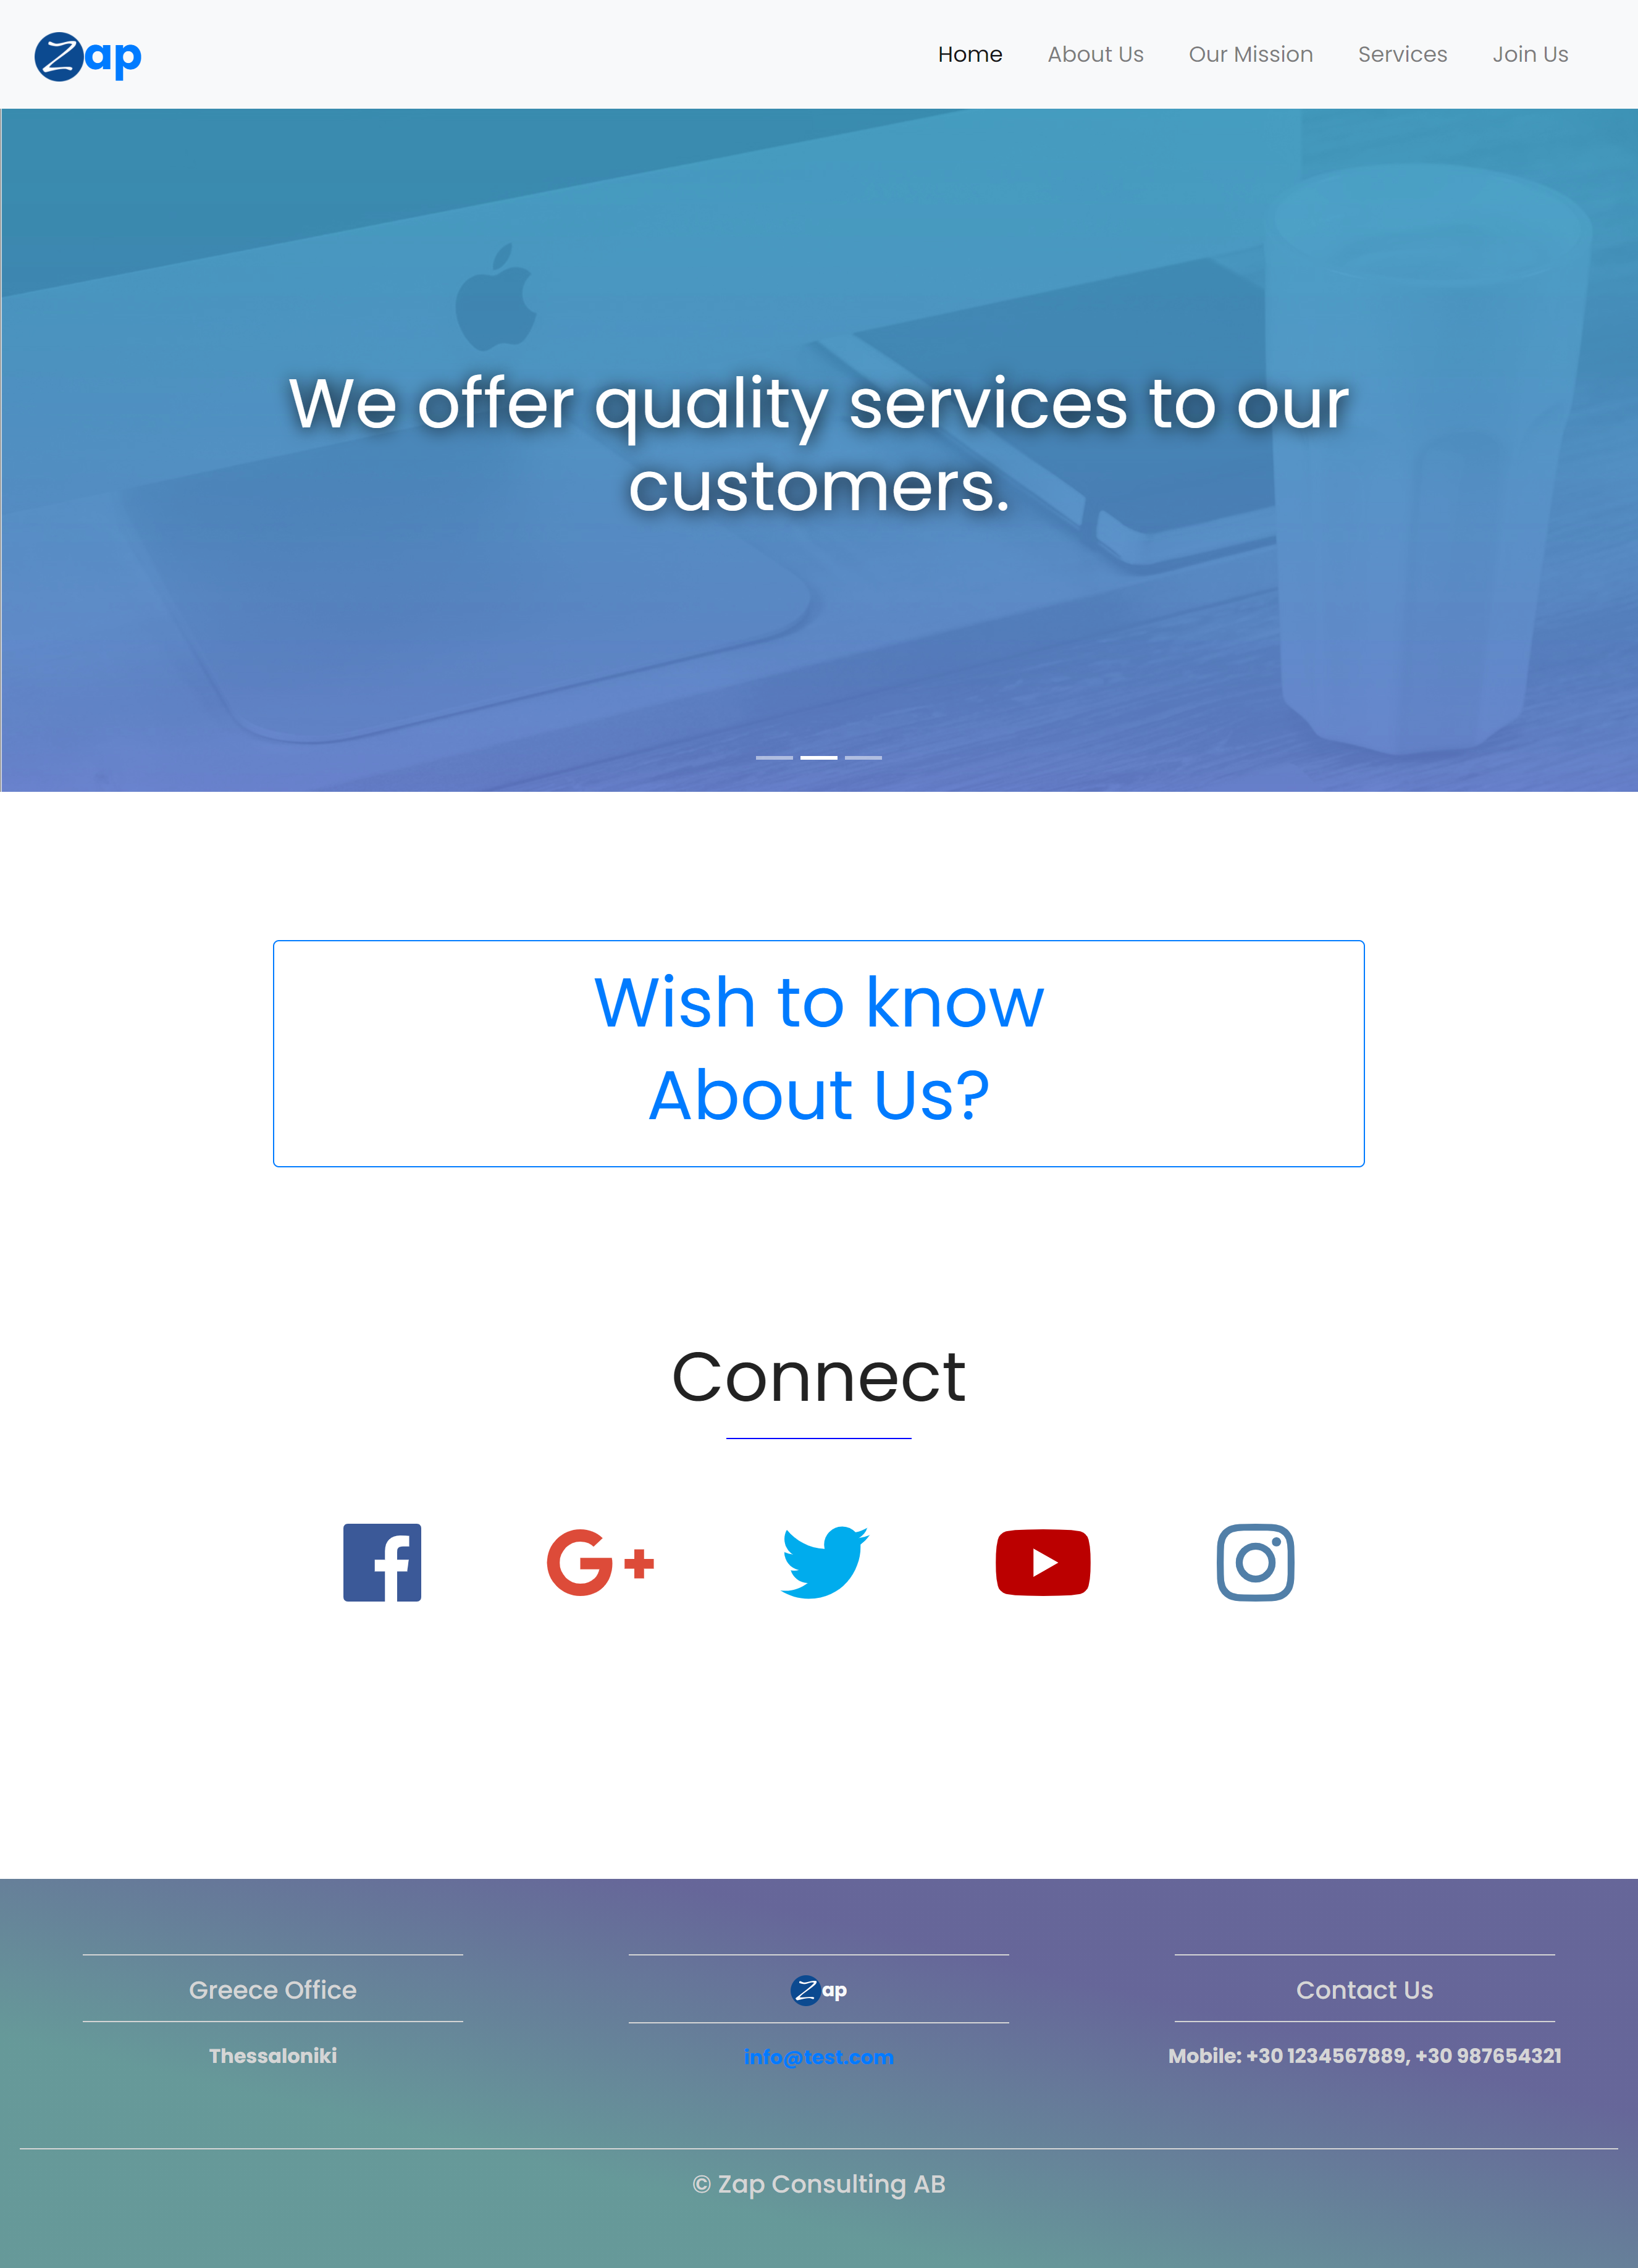 Zap
Home About Us Our Mission Services Join Us
We offer quality services to our
customers.
Wish to know
About Us?
Connect
Greece Office
Thessaloniki
Zap
info@test.com
Contact Us
Mobile: +30 1234567889, +30 987654321
© Zap Consulting AB